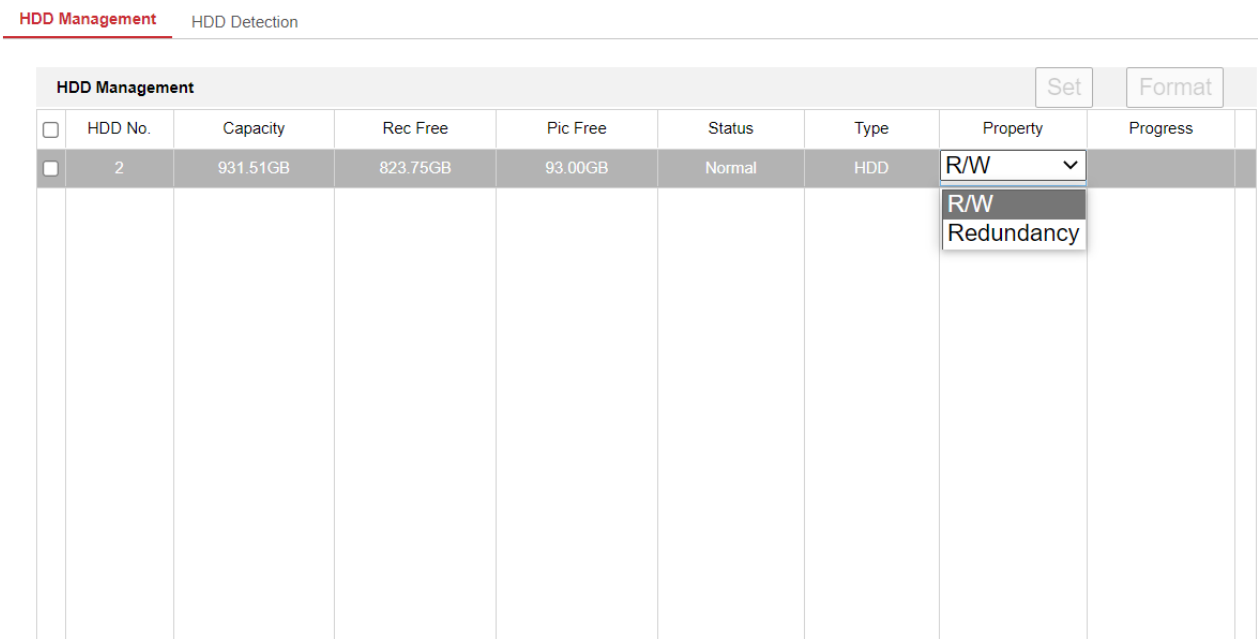 HDD Management HDD Detection
HDD Management Set Format
HDD No. Capacity Rec Free Pic Free Status Type Property Progress
2 931.51GB 823.75GB 93.00GB Normal HDD R/W
R/W
Redundancy